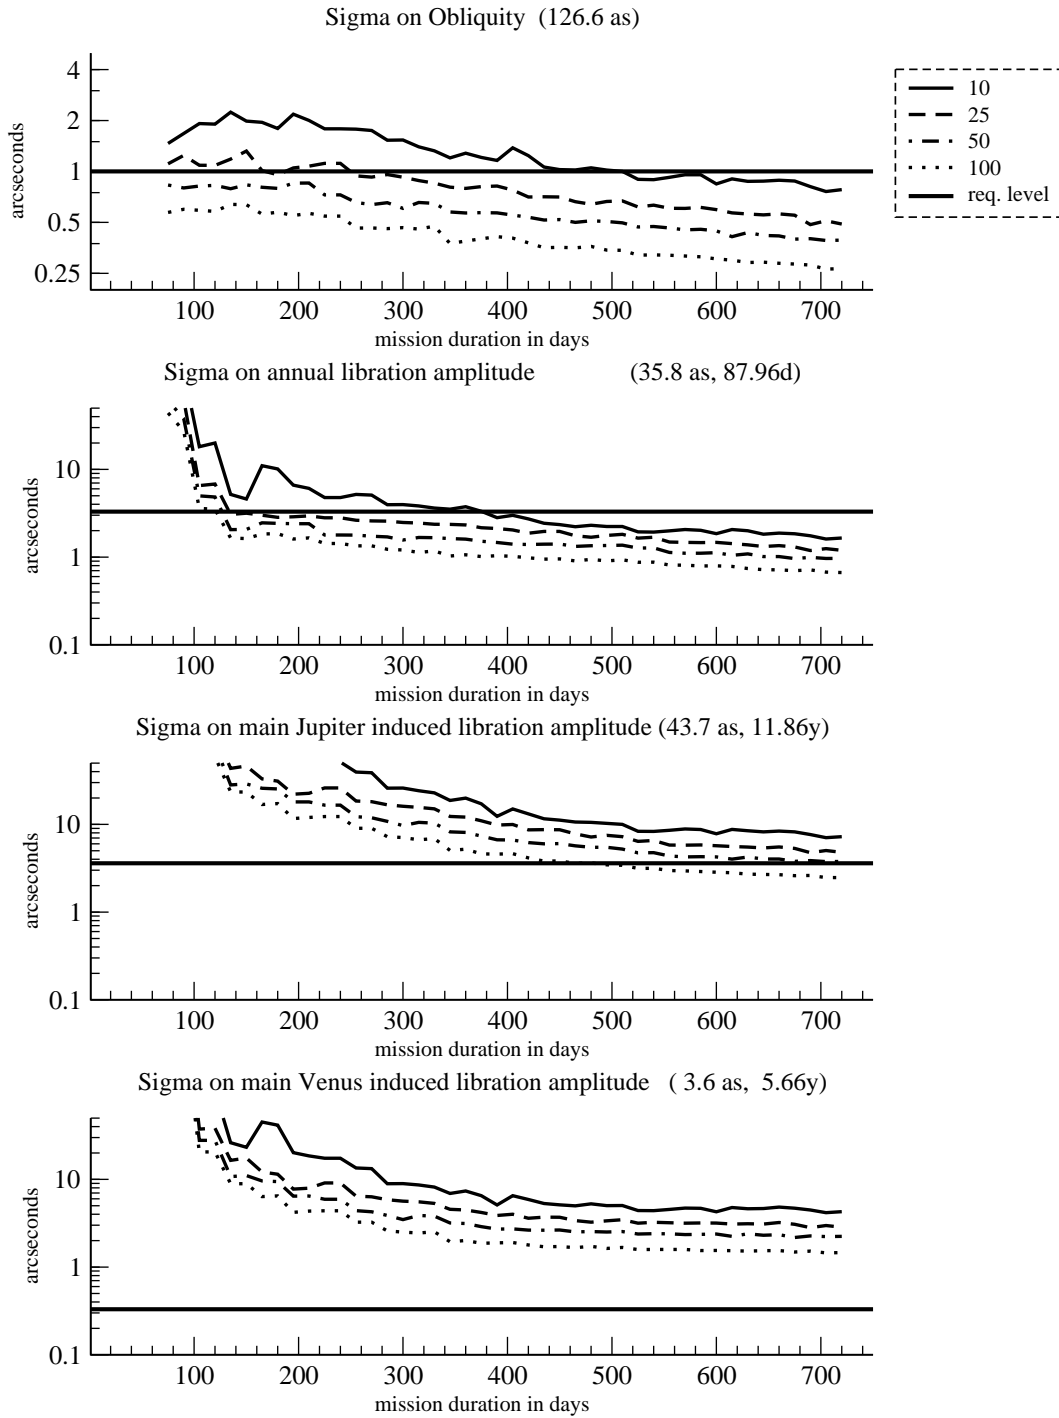 Sigma on Obliquity (126.6 as)
4
2
1
0.5
0.25
arcseconds
100 200 300 400 500 600 700
mission duration in days
10
25
50
100
req. level
Sigma on annual libration amplitude (35.8 as, 87.96d)
10
1
0.1
arcseconds
100 200 300 400 500 600 700
mission duration in days
Sigma on main Jupiter induced libration amplitude (43.7 as, 11.86y)
10
1
0.1
arcseconds
100 200 300 400 500 600 700
mission duration in days
Sigma on main Venus induced libration amplitude ( 3.6 as, 5.66y)
10
1
0.1
arcseconds
100 200 300 400 500 600 700
mission duration in days